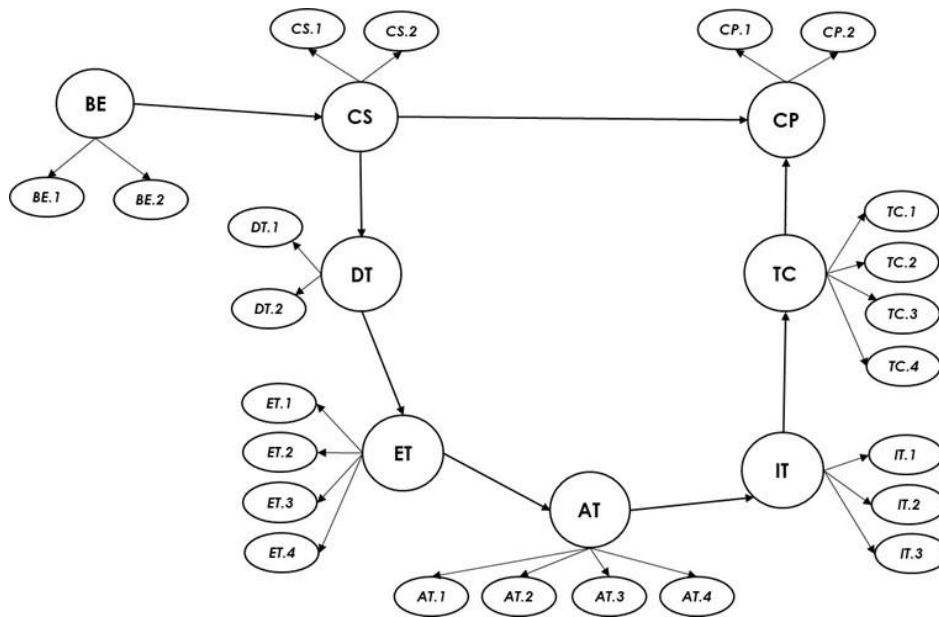 CS.1
CS.2
CP.1
CP.2
BE
CS
CP
BE.1
BE.2
DT.1
DT
DT.2
TC
TC.1
TC.2
TC.3
TC.4
ET.1
ET.2
ET.3
ET.4
ET
AT
IT
IT.1
IT.2
IT.3
AT.1
AT.2
AT.3
AT.4